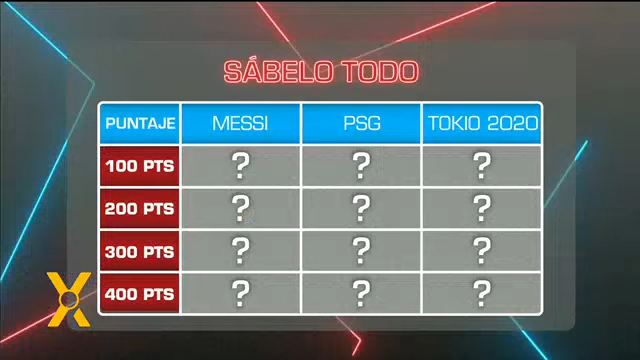 SÁBELO TODO
PUNTAJE MESSI PSG TOKIO 2020
100 PTS ? ? ?
200 PTS ? ? ?
300 PTS ? ? ?
400 PTS ? ? ?